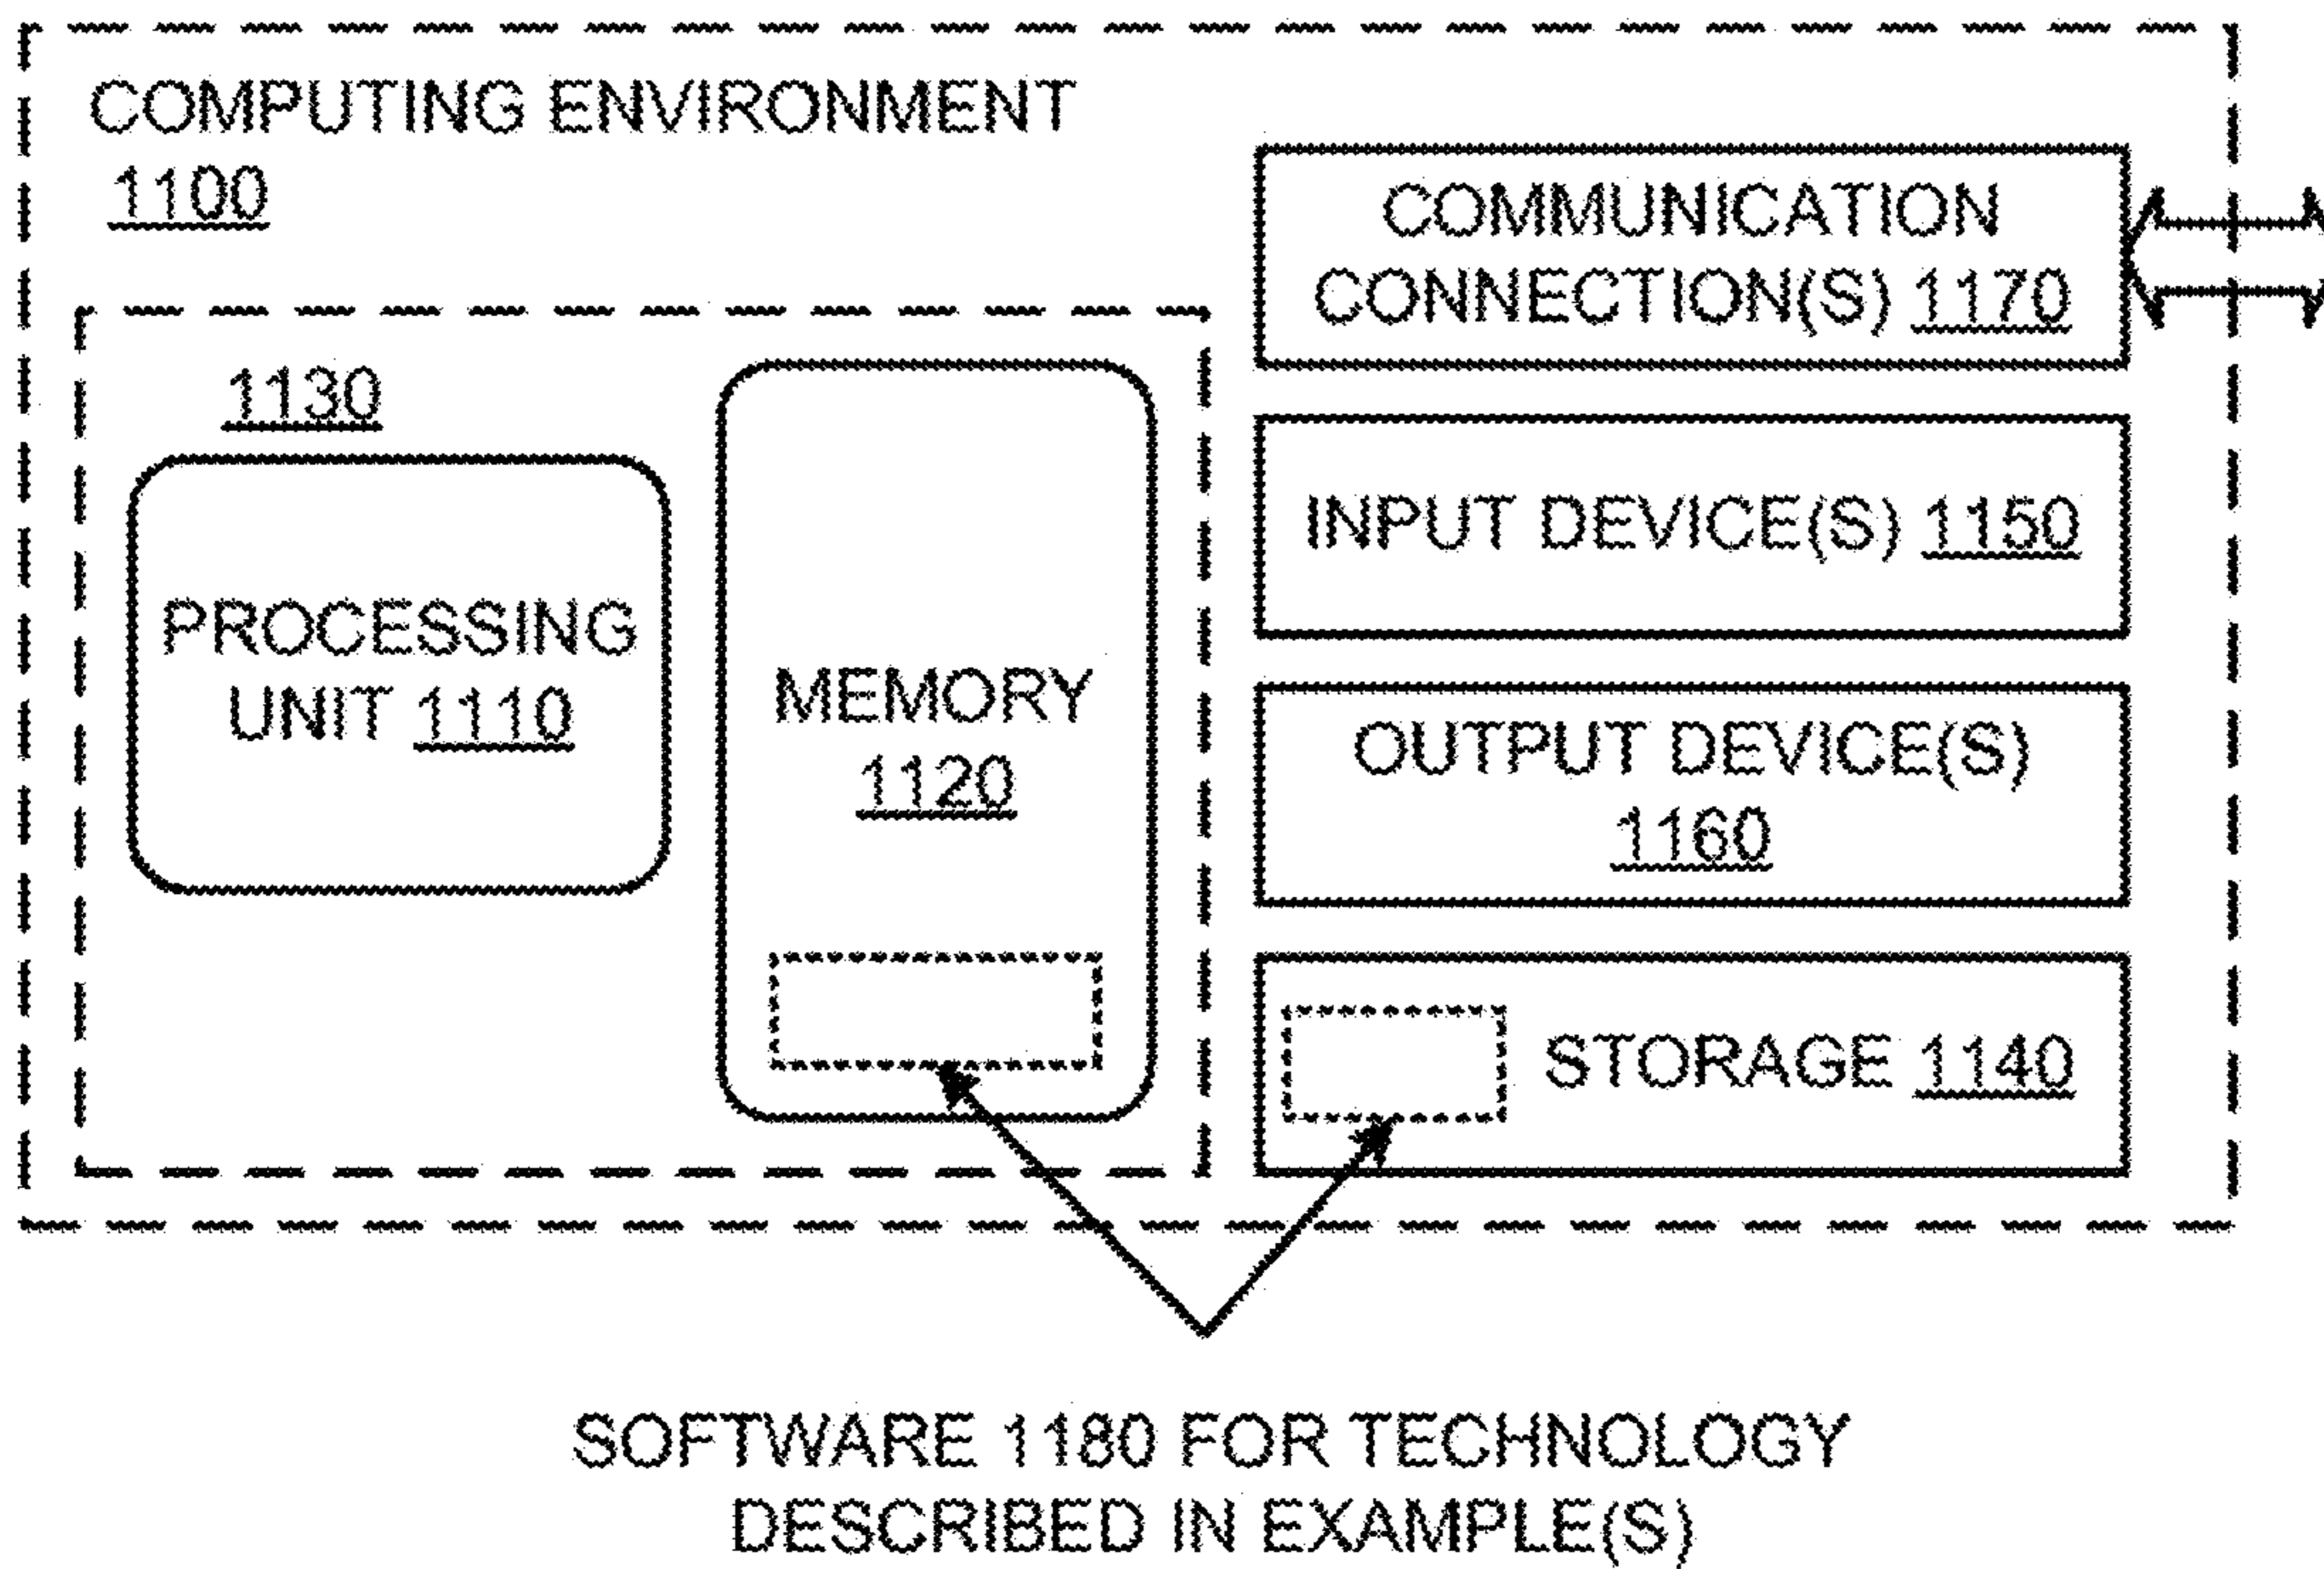 COMPUTING ENVIRONMENT
1100
COMMUNICATION
CONNECTION(S) 1170
1130
PROCESSING
UNIT 1110
MEMORY
1120
INPUT DEVICE(S) 1150
OUTPUT DEVICE(S)
1160
STORAGE 1140
SOFTWARE 1180 FOR TECHNOLOGY
DESCRIBED IN EXAMPLE(S)